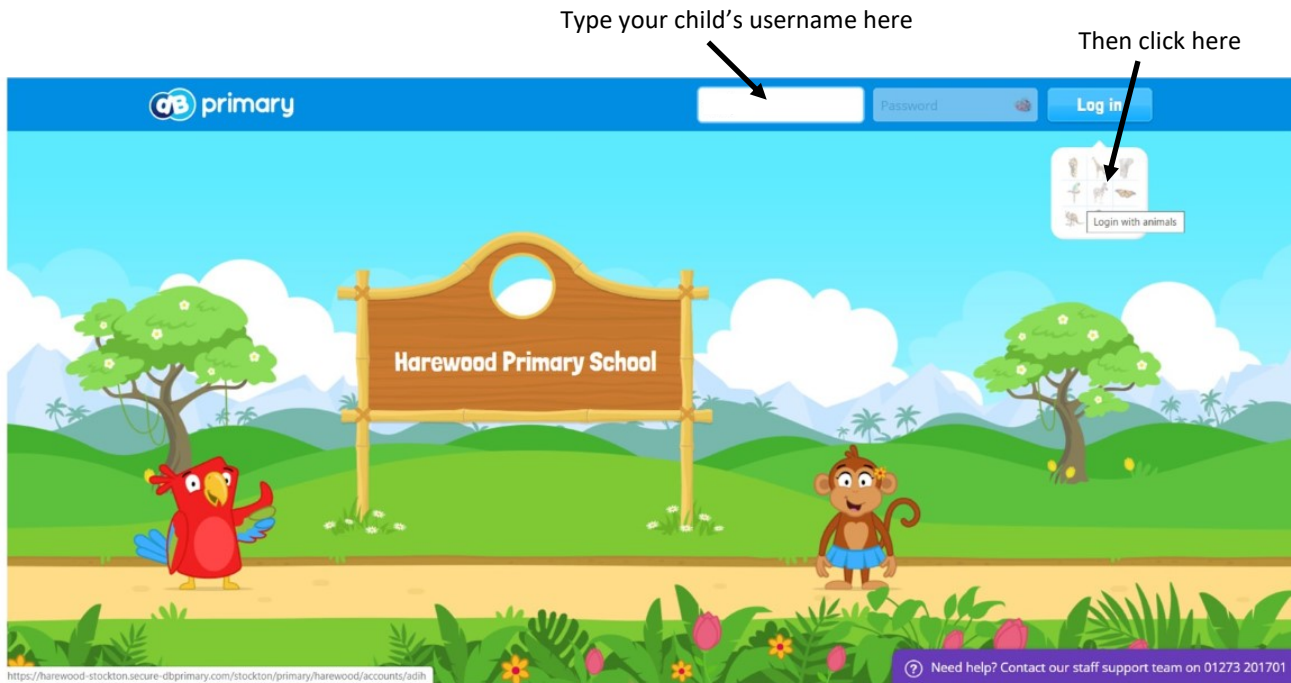 Type your child's username here
Then click here
dB primary
Password
Log in
Login with animals
Harewood Primary School
Need help? Contact our staff support team on 01273 201701
https://harewood-stockton.secure-dbprimary.com/stockton/primary/harewood/accounts/adih